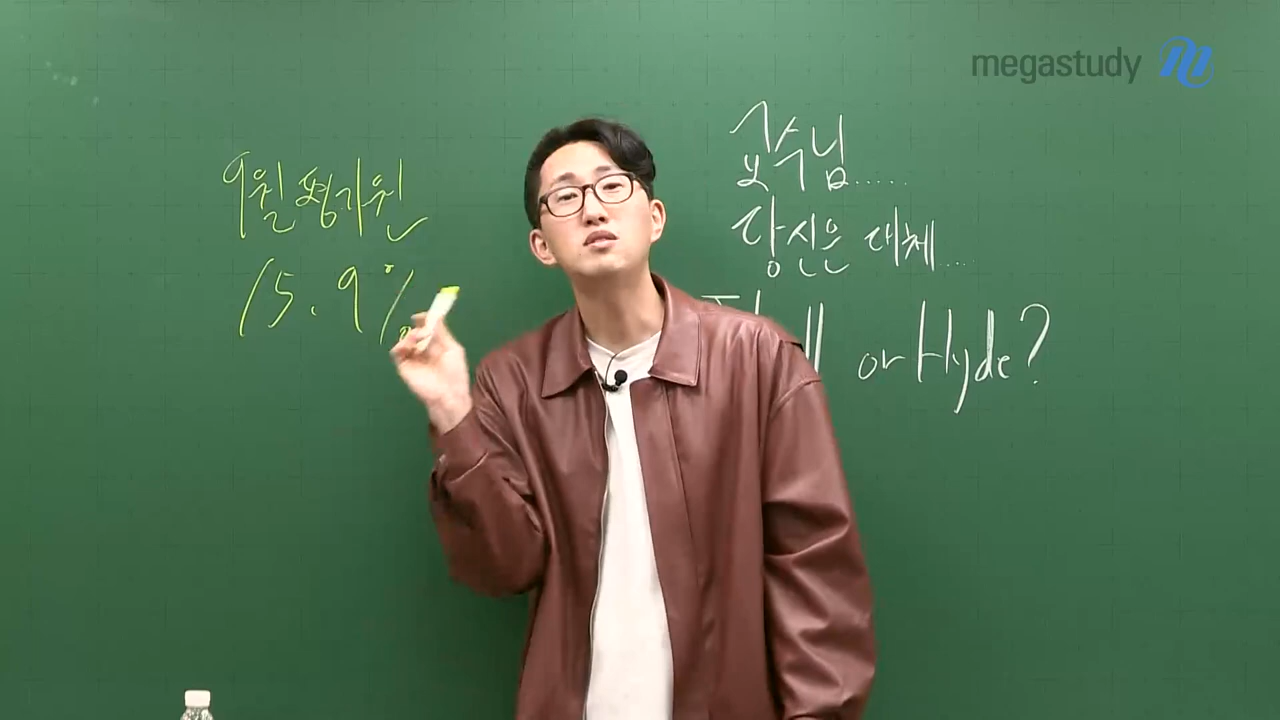 megastudy
9월 평가원
15.9%
교수님.....
당신은 대체....
or Hyde?